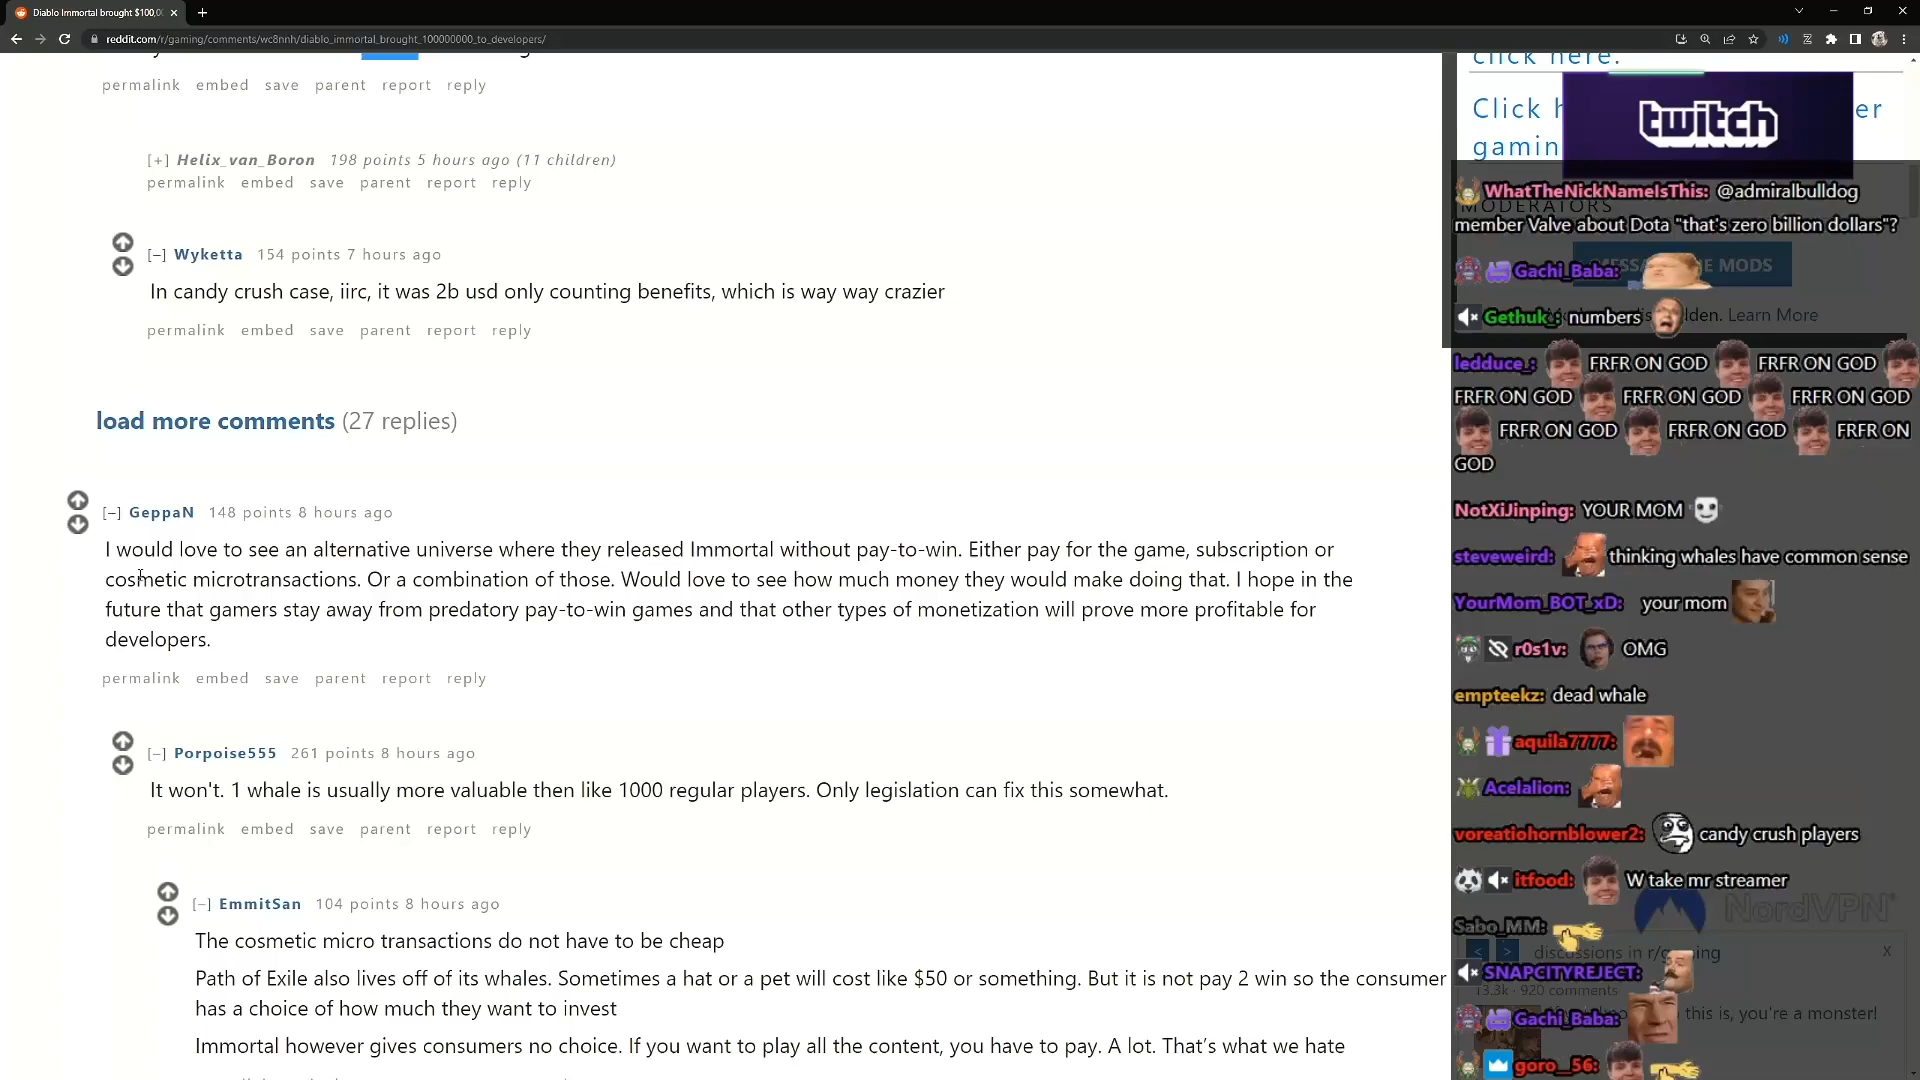 Diablo Immortal brought $100,0
reddit.com/r/gaming/comments/wc8nnh/diablo_immortal_brought_100000000_to_developers/
permalink embed save parent report reply
[+] Helix_van_Boron 198 points 5 hours ago (11 children)
permalink embed save parent report reply
[–] Wyketta 154 points 7 hours ago
In candy crush case, iirc, it was 2b usd only counting benefits, which is way way crazier
permalink embed save parent report reply
load more comments (27 replies)
[–] GeppaN 148 points 8 hours ago
I would love to see an alternative universe where they released Immortal without pay-to-win. Either pay for the game, subscription or
cosmetic microtransactions. Or a combination of those. Would love to see how much money they would make doing that. I hope in the
future that gamers stay away from predatory pay-to-win games and that other types of monetization will prove more profitable for
developers.
permalink embed save parent report reply
[–] Porpoise555 261 points 8 hours ago
It won't. 1 whale is usually more valuable then like 1000 regular players. Only legislation can fix this somewhat.
permalink embed save parent report reply
[–] EmmitSan 104 points 8 hours ago
The cosmetic micro transactions do not have to be cheap
Path of Exile also lives off of its whales. Sometimes a hat or a pet will cost like $50 or something. But it is not pay 2 win so the consumer
has a choice of how much they want to invest
Immortal however gives consumers no choice. If you want to play all the content, you have to pay. A lot. That's what we hate
click here.
Click h er
gamin
twitch
MODERATORS
WhatTheNickNameIsThis: @admiralbulldog
member Valve about Dota "that's zero billion dollars"?
Gachi_Baba:
E MODS
Gethuk_: numbers
dden. Learn More
ledduce_: FRFR ON GOD FRFR ON GOD
FRFR ON GOD FRFR ON GOD FRFR ON GOD
FRFR ON GOD FRFR ON GOD FRFR ON
GOD
NotXiJinping: YOUR MOM
steveweird: thinking whales have common sense
YourMom_BOT_xD: your mom
r0s1v: OMG
empteekz: dead whale
aquila7777:
Acelalion:
voreatiohornblower2: candy crush players
itfood: W take mr streamer
NordVPN
Sabo_MM:
< > discussions in r/gaming X
SNAPCITYREJECT:
13.3k · 920 comments
Gachi_Baba: this is, you're a monster!
goro__56: